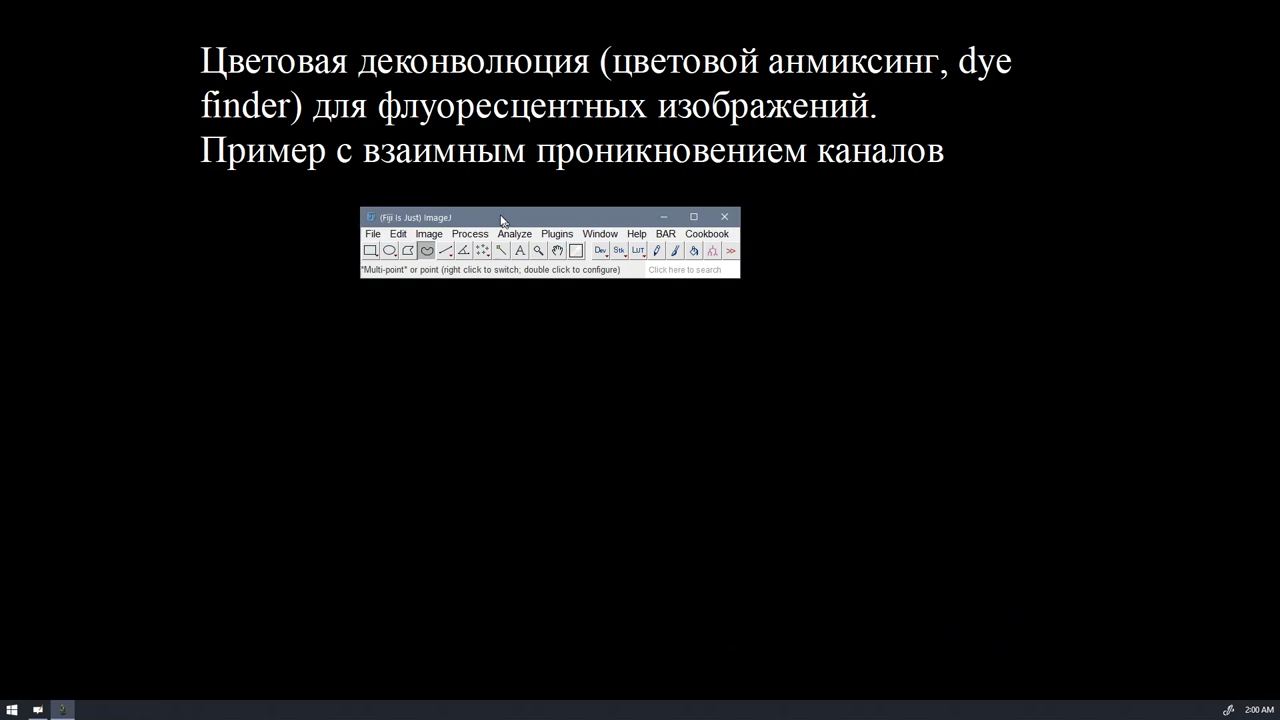 Цветовая деконволюция (цветовой анмиксинг, dye
finder) для флуоресцентных изображений.
Пример с взаимным проникновением каналов
(Fiji Is Just) ImageJ
File Edit Image Process Analyze Plugins Window Help BAR Cookbook
A Dev Stk LUT >>
*Multi-point* or point (right click to switch; double click to configure) Click here to search
2:00 AM